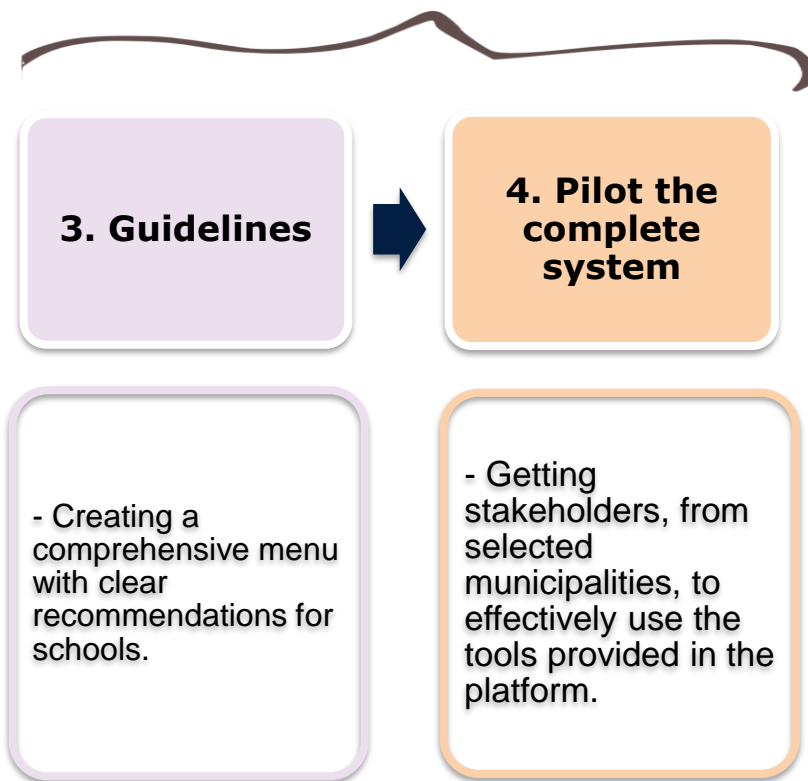 3. Guidelines
4. Pilot the
complete
system
- Creating a
comprehensive menu
with clear
recommendations for
schools.
- Getting
stakeholders, from
selected
municipalities, to
effectively use the
tools provided in the
platform.